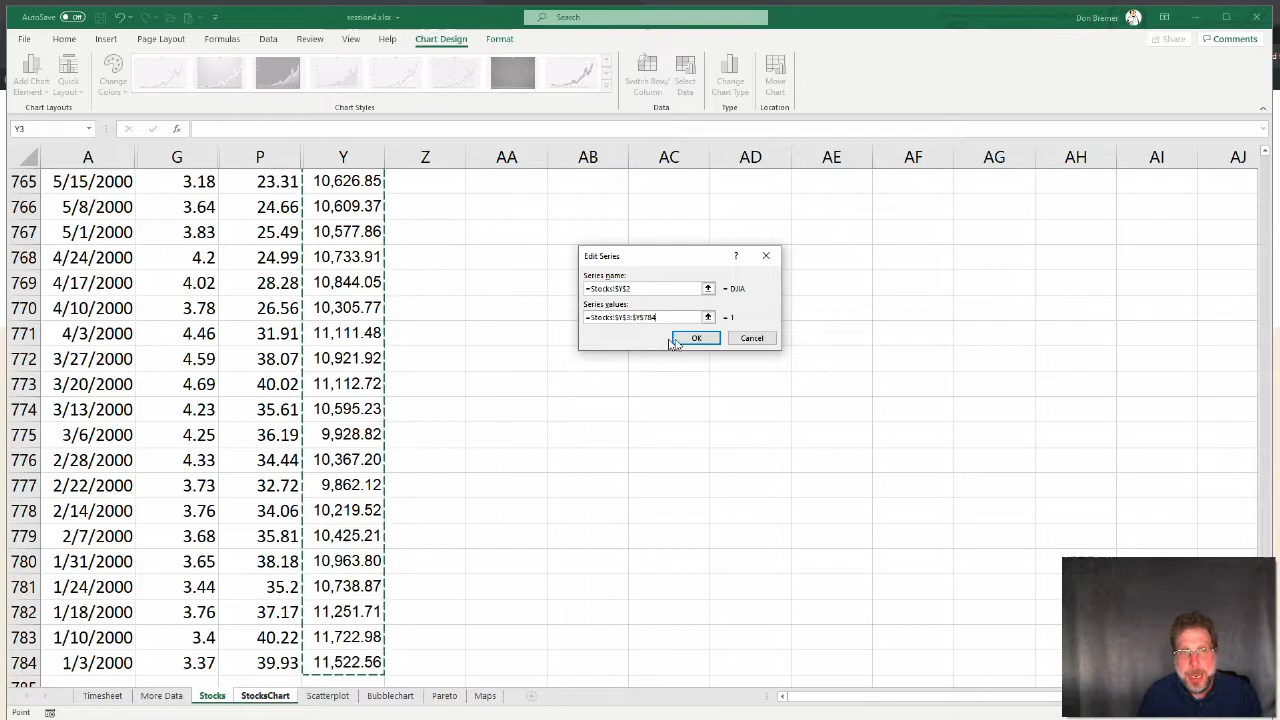 AutoSave Off session4.xlsx Search Don Bremer
File Home Insert Page Layout Formulas Data Review View Help Chart Design Format Share Comments
Add Chart Element Quick Layout Change Colors Switch Row/Column Select Data Change Chart Type Move Chart
Chart Layouts Chart Styles Data Type Location
Y3 fx
A G P Y Z AA AB AC AD AE AF AG AH AI AJ
765 5/15/2000 3.18 23.31 10,626.85
766 5/8/2000 3.64 24.66 10,609.37
767 5/1/2000 3.83 25.49 10,577.86
768 4/24/2000 4.2 24.99 10,733.91
769 4/17/2000 4.02 28.28 10,844.05
770 4/10/2000 3.78 26.56 10,305.77
771 4/3/2000 4.46 31.91 11,111.48
772 3/27/2000 4.59 38.07 10,921.92
773 3/20/2000 4.69 40.02 11,112.72
774 3/13/2000 4.23 35.61 10,595.23
775 3/6/2000 4.25 36.19 9,928.82
776 2/28/2000 4.33 34.44 10,367.20
777 2/22/2000 3.73 32.72 9,862.12
778 2/14/2000 3.76 34.06 10,219.52
779 2/7/2000 3.68 35.81 10,425.21
780 1/31/2000 3.65 38.18 10,963.80
781 1/24/2000 3.44 35.2 10,738.87
782 1/18/2000 3.76 37.17 11,251.71
783 1/10/2000 3.4 40.22 11,722.98
784 1/3/2000 3.37 39.93 11,522.56
Edit Series ?
Series name:
=Stocks!$Y$2 = DJIA
Series values:
=Stocks!$Y$3:$Y$784 = 1
OK Cancel
Timesheet More Data Stocks StocksChart Scatterplot Bubblechart Pareto Maps
Point